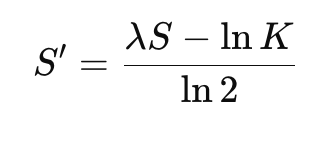 S′ = (λS − ln K) / ln 2